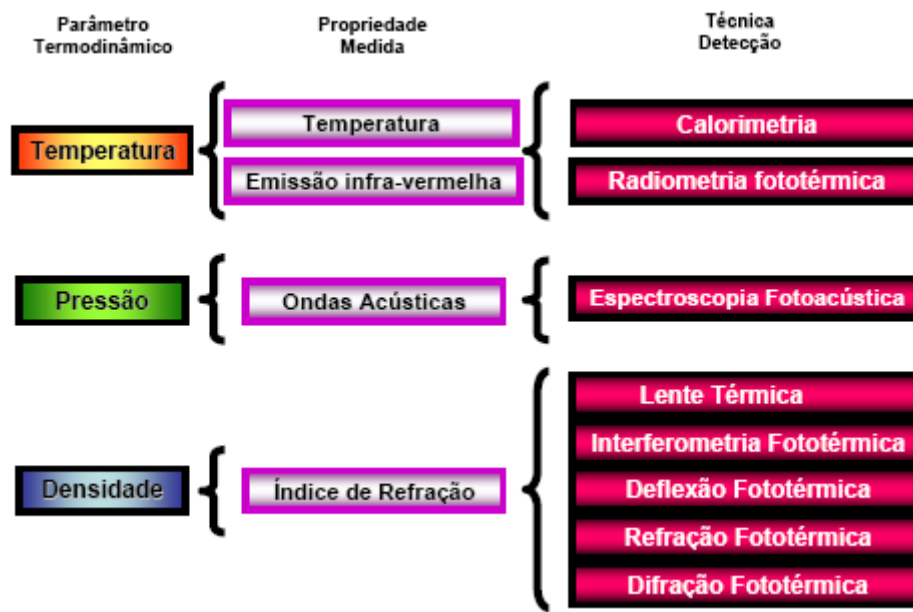 Parâmetro
Termodinâmico
Propriedade
Medida
Técnica
Detecção
Temperatura
Temperatura
Emissão infra-vermelha
Calorimetria
Radiometria fototérmica
Pressão
Ondas Acústicas
Espectroscopia Fotoacústica
Densidade
Índice de Refração
Lente Térmica
Interferometria Fototérmica
Deflexão Fototérmica
Refração Fototérmica
Difração Fototérmica